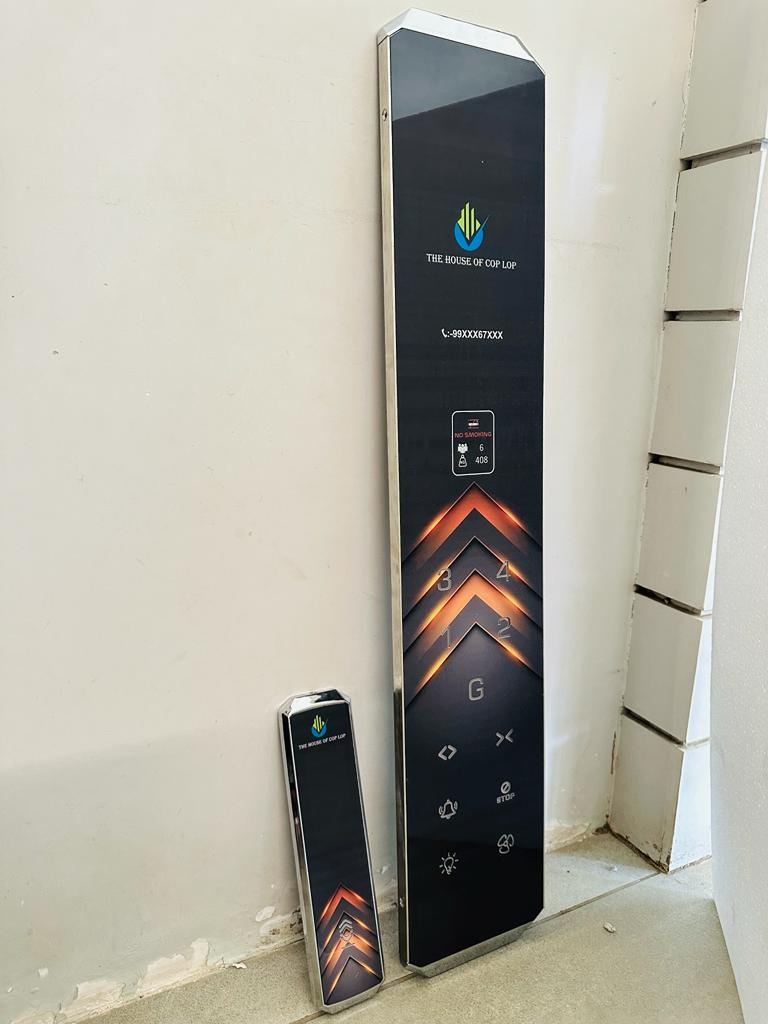 THE HOUSE OF COP LOP
:-99XXX67XXX
NO SMOKING
6
408
3 4
1 2
G
<> ><
STOP
THE HOUSE OF COP LOP